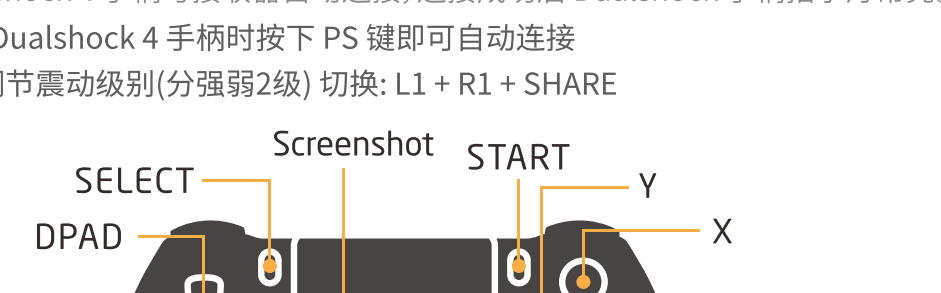 Dualshock 4 手柄时按下 PS 键即可自动连接
节震动级别(分强弱2级) 切换: L1 + R1 + SHARE
Screenshot
START
SELECT
Y
DPAD
X